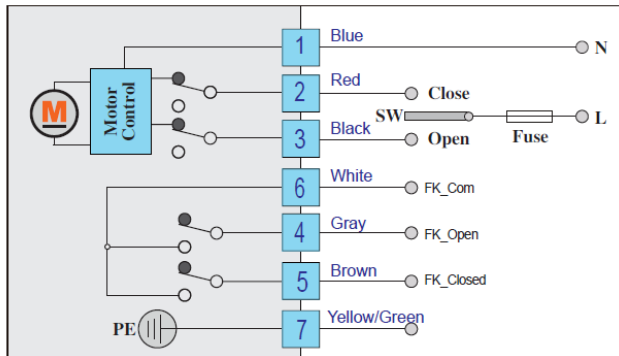 1 Blue N
2 Red Close
SW Fuse L
3 Black Open
M Motor Control
6 White FK_Com
4 Gray FK_Open
5 Brown FK_Closed
PE 7 Yellow/Green